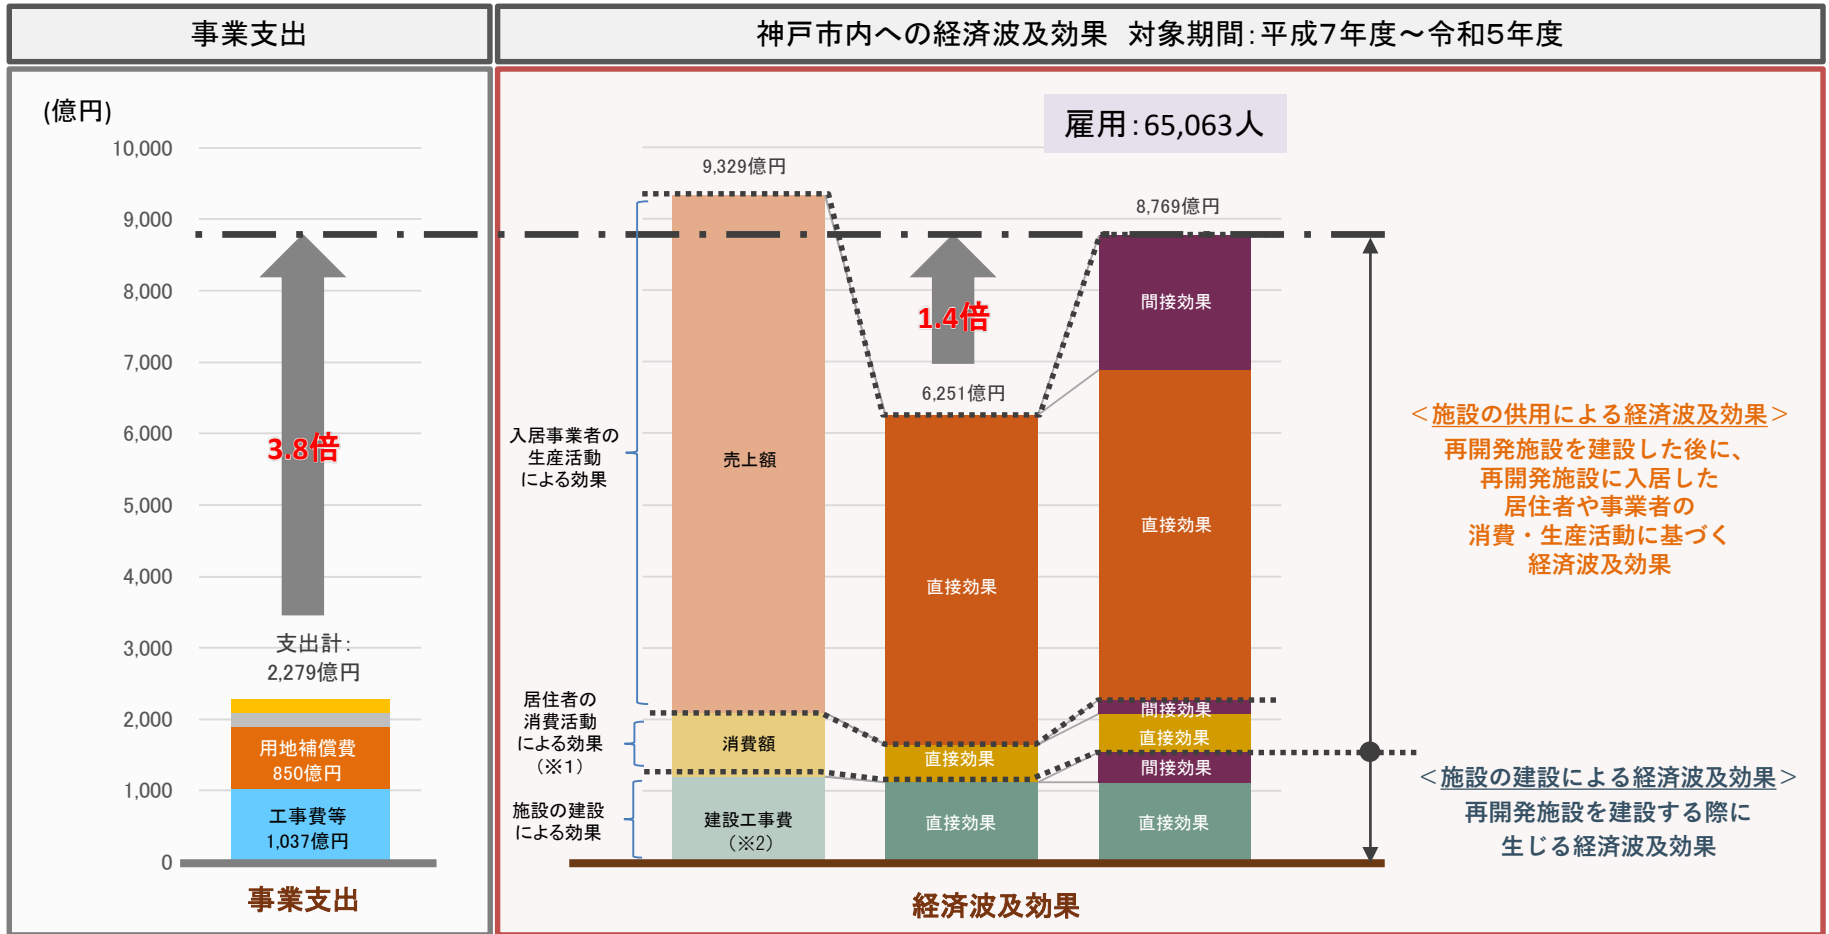 事業支出
神戸市内への経済波及効果　対象期間：平成７年度～令和５年度
(億円)
10,000
9,000
8,000
7,000
6,000
5,000
4,000
3,000
2,000
1,000
0
3.8倍
支出計：
2,279億円
用地補償費
850億円
工事費等
1,037億円
事業支出
雇用：65,063人
9,329億円
6,251億円
8,769億円
1.4倍
入居事業者の
生産活動
による効果
居住者の
消費活動
による効果
（※1）
施設の建設
による効果
売上額
消費額
建設工事費
（※2）
直接効果
直接効果
直接効果
間接効果
直接効果
間接効果
直接効果
間接効果
直接効果
経済波及効果
＜施設の供用による経済波及効果＞
再開発施設を建設した後に、
再開発施設に入居した
居住者や事業者の
消費・生産活動に基づく
経済波及効果
＜施設の建設による経済波及効果＞
再開発施設を建設する際に
生じる経済波及効果